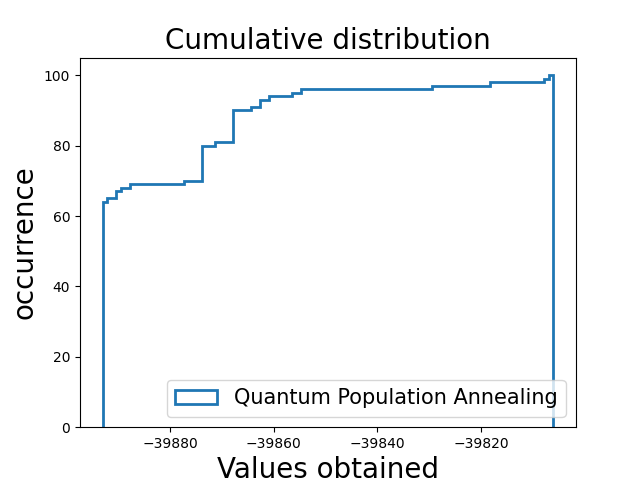 Cumulative distribution
occurrence
100
80
60
40
20
0
Quantum Population Annealing
−39880
−39860
−39840
−39820
Values obtained